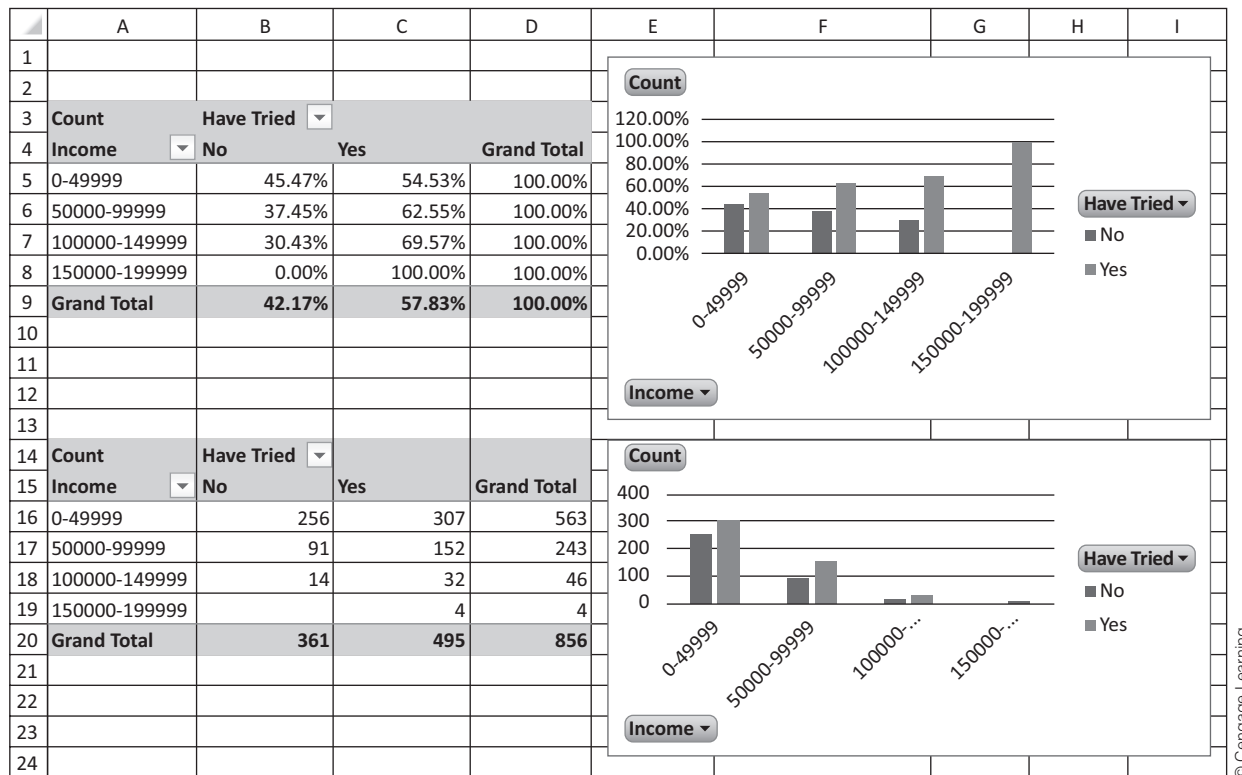 A B C D E F G H I
1
2
3 Count Have Tried
4 Income No Yes Grand Total
5 0-49999 45.47% 54.53% 100.00%
6 50000-99999 37.45% 62.55% 100.00%
7 100000-149999 30.43% 69.57% 100.00%
8 150000-199999 0.00% 100.00% 100.00%
9 Grand Total 42.17% 57.83% 100.00%
10
11
12
13
14 Count Have Tried
15 Income No Yes Grand Total
16 0-49999 256 307 563
17 50000-99999 91 152 243
18 100000-149999 14 32 46
19 150000-199999 4 4
20 Grand Total 361 495 856
21
22
23
24
Count
120.00%
100.00%
80.00%
60.00%
40.00%
20.00%
0.00%
0-49999 50000-99999 100000-149999 150000-199999
Have Tried
No
Yes
Income
Count
400
300
200
100
0
0-49999 50000-99999 100000-... 150000-...
Have Tried
No
Yes
Income
© Cengage Learning